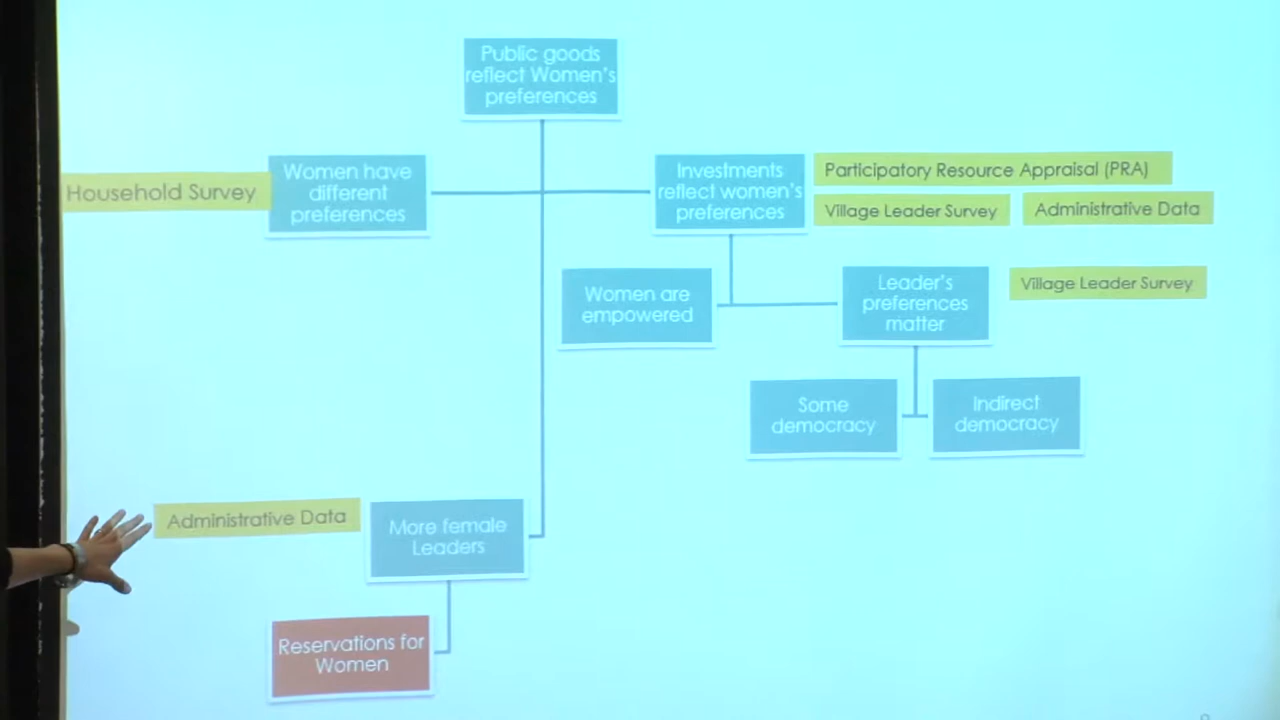 Public goods
reflect Women's
preferences
Household Survey
Women have
different
preferences
Investments
reflect women's
preferences
Participatory Resource Appraisal (PRA)
Village Leader Survey
Administrative Data
Women are
empowered
Leader's
preferences
matter
Village Leader Survey
Some
democracy
Indirect
democracy
Administrative Data
More female
Leaders
Reservations for
Women